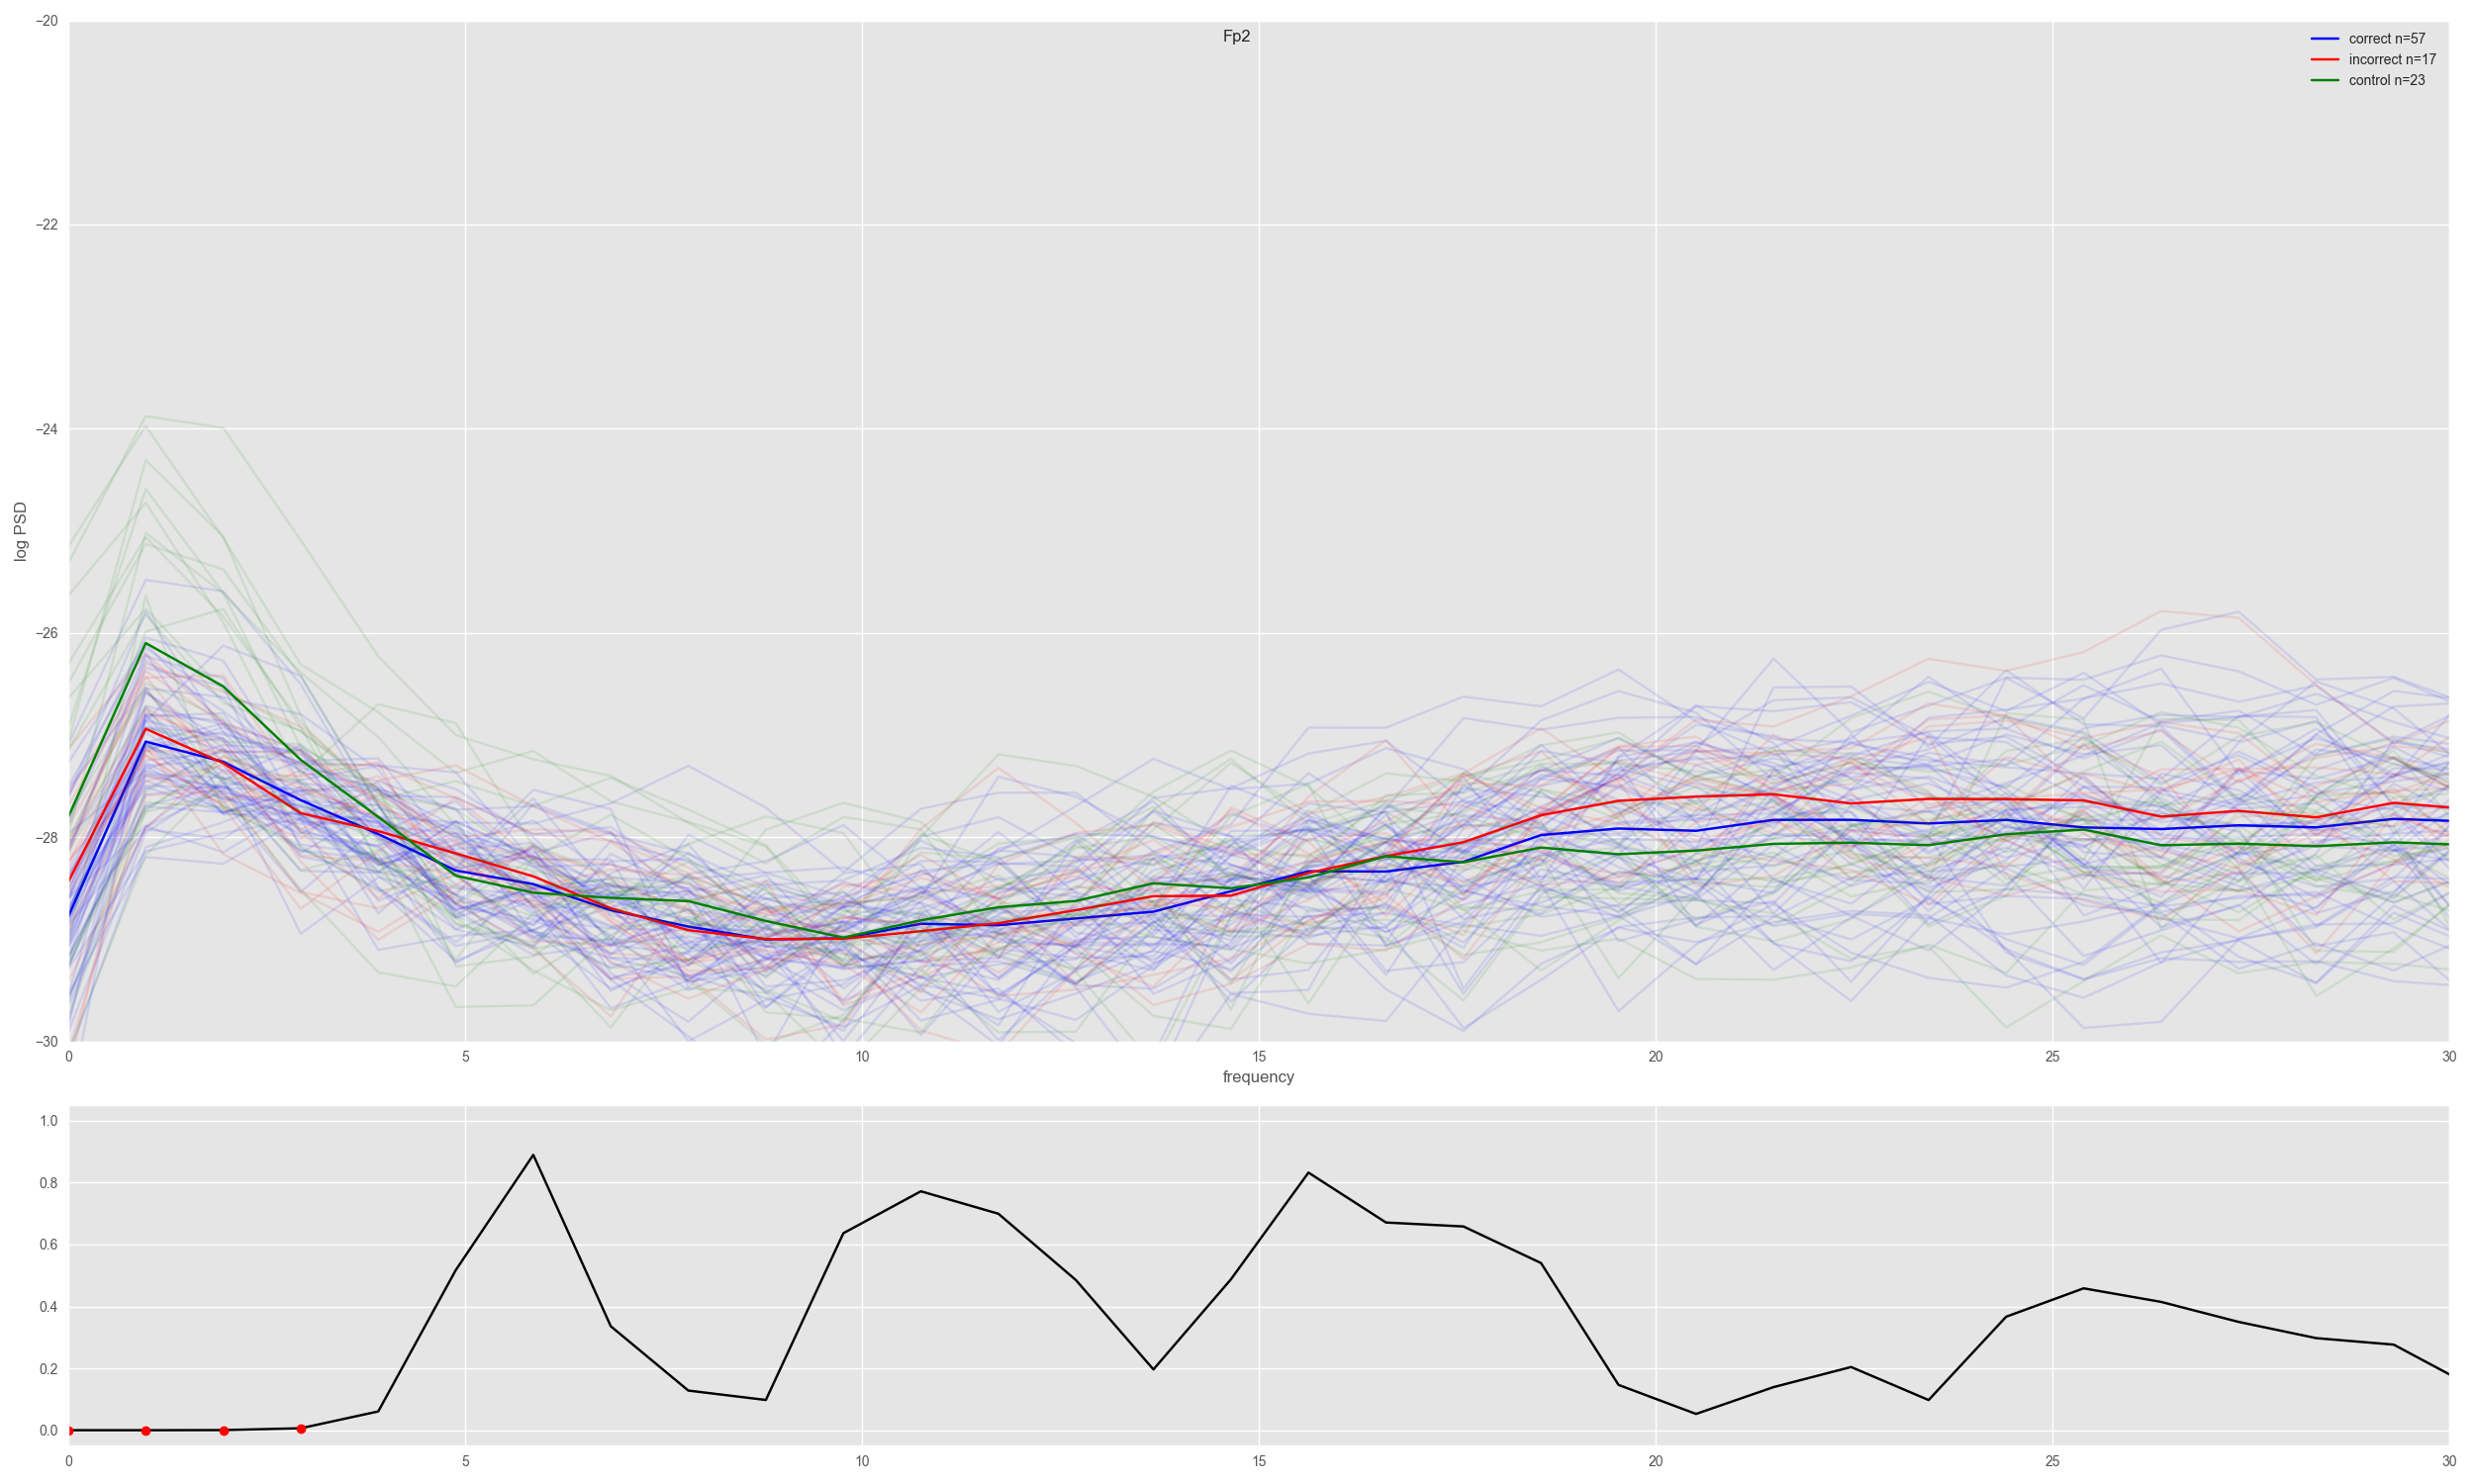 Fp2
correct n=57
incorrect n=17
control n=23
−20
−22
−24
−26
−28
−30
log PSD
0 5 10 15 20 25 30
frequency
1.0
0.8
0.6
0.4
0.2
0.0
0 5 10 15 20 25 30